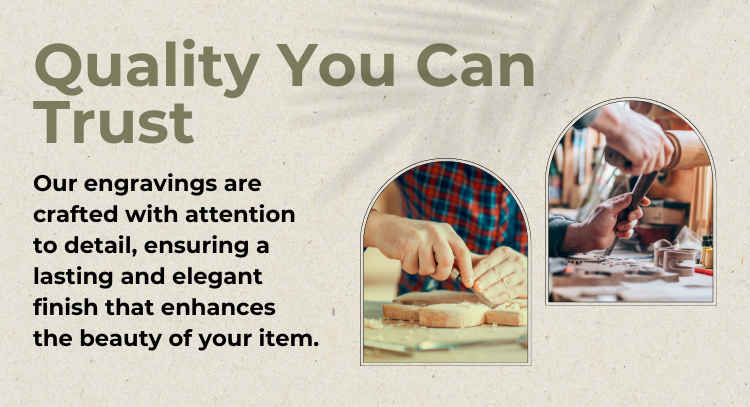 Quality You Can
Trust
Our engravings are
crafted with attention
to detail, ensuring a
lasting and elegant
finish that enhances
the beauty of your item.